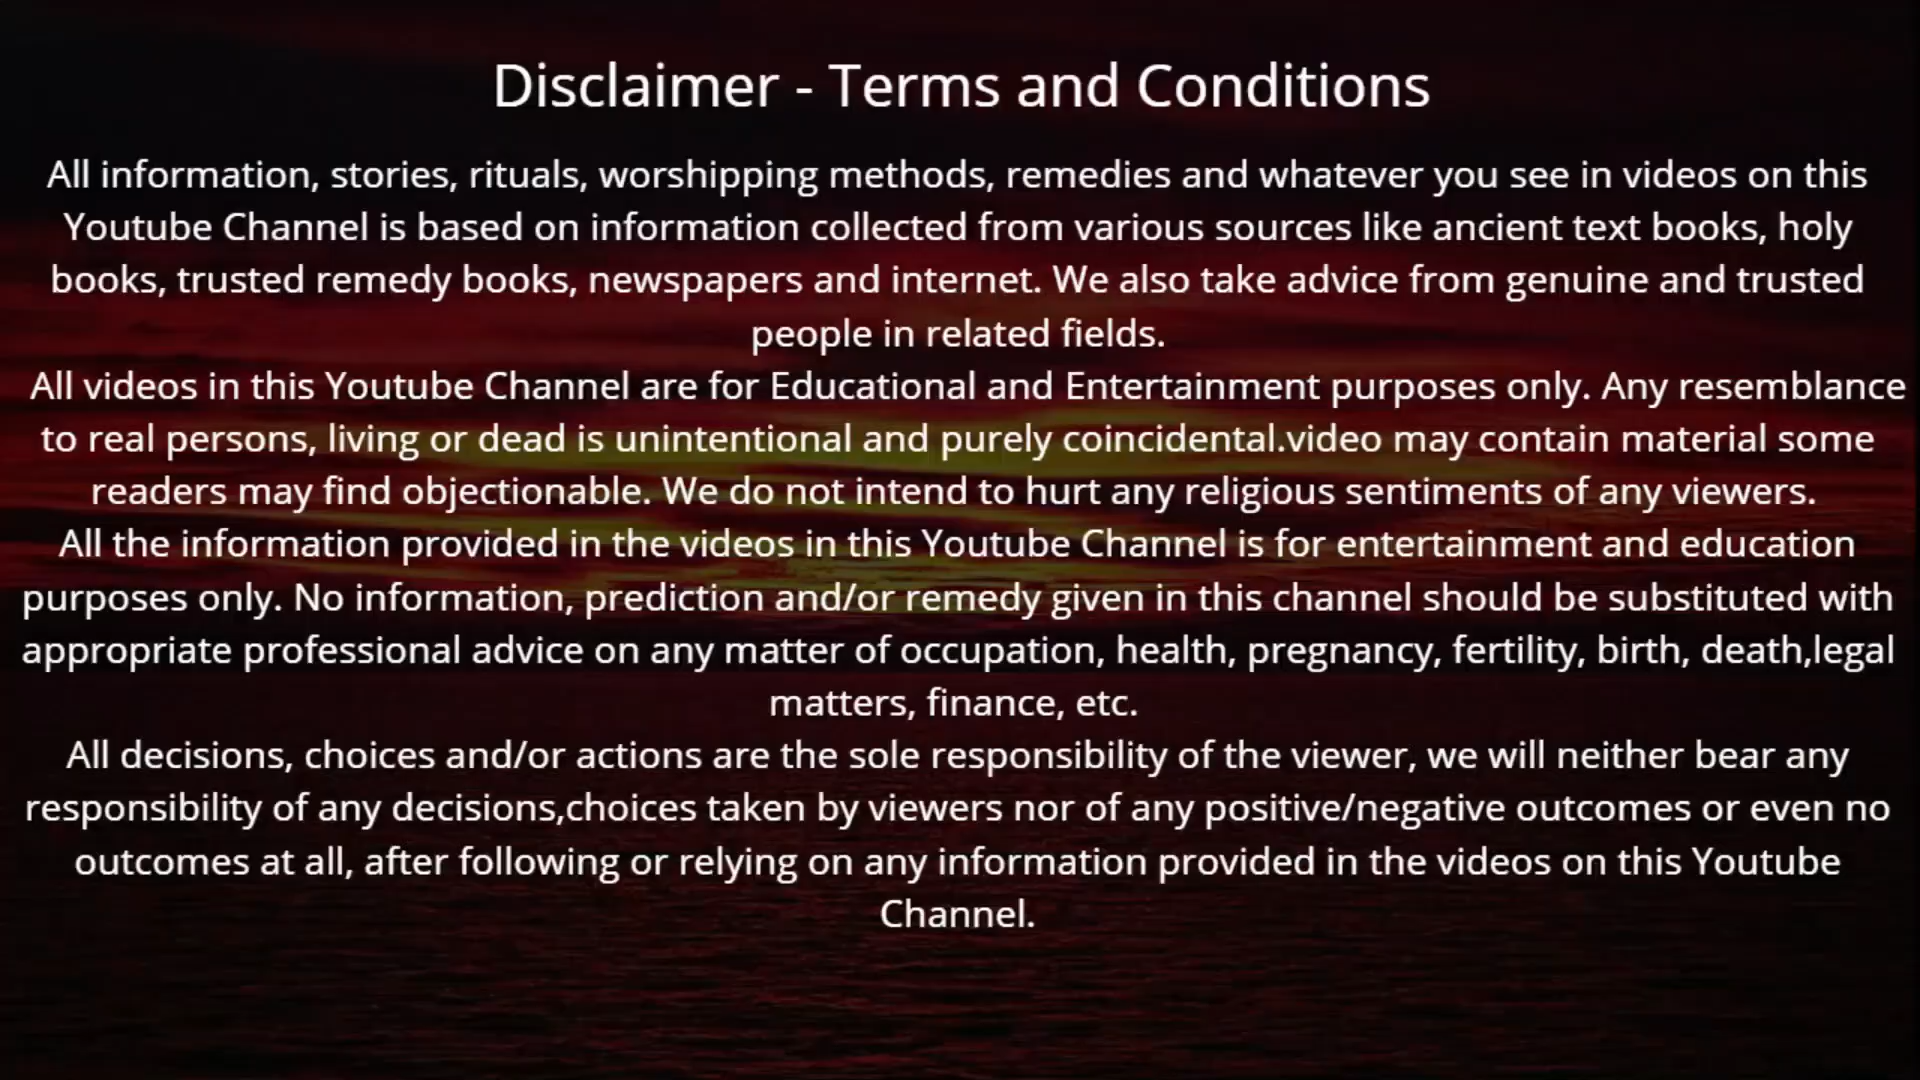 Disclaimer - Terms and Conditions
All information, stories, rituals, worshipping methods, remedies and whatever you see in videos on this
Youtube Channel is based on information collected from various sources like ancient text books, holy
books, trusted remedy books, newspapers and internet. We also take advice from genuine and trusted
people in related fields.
All videos in this Youtube Channel are for Educational and Entertainment purposes only. Any resemblance
to real persons, living or dead is unintentional and purely coincidental.video may contain material some
readers may find objectionable. We do not intend to hurt any religious sentiments of any viewers.
All the information provided in the videos in this Youtube Channel is for entertainment and education
purposes only. No information, prediction and/or remedy given in this channel should be substituted with
appropriate professional advice on any matter of occupation, health, pregnancy, fertility, birth, death,legal
matters, finance, etc.
All decisions, choices and/or actions are the sole responsibility of the viewer, we will neither bear any
responsibility of any decisions,choices taken by viewers nor of any positive/negative outcomes or even no
outcomes at all, after following or relying on any information provided in the videos on this Youtube
Channel.